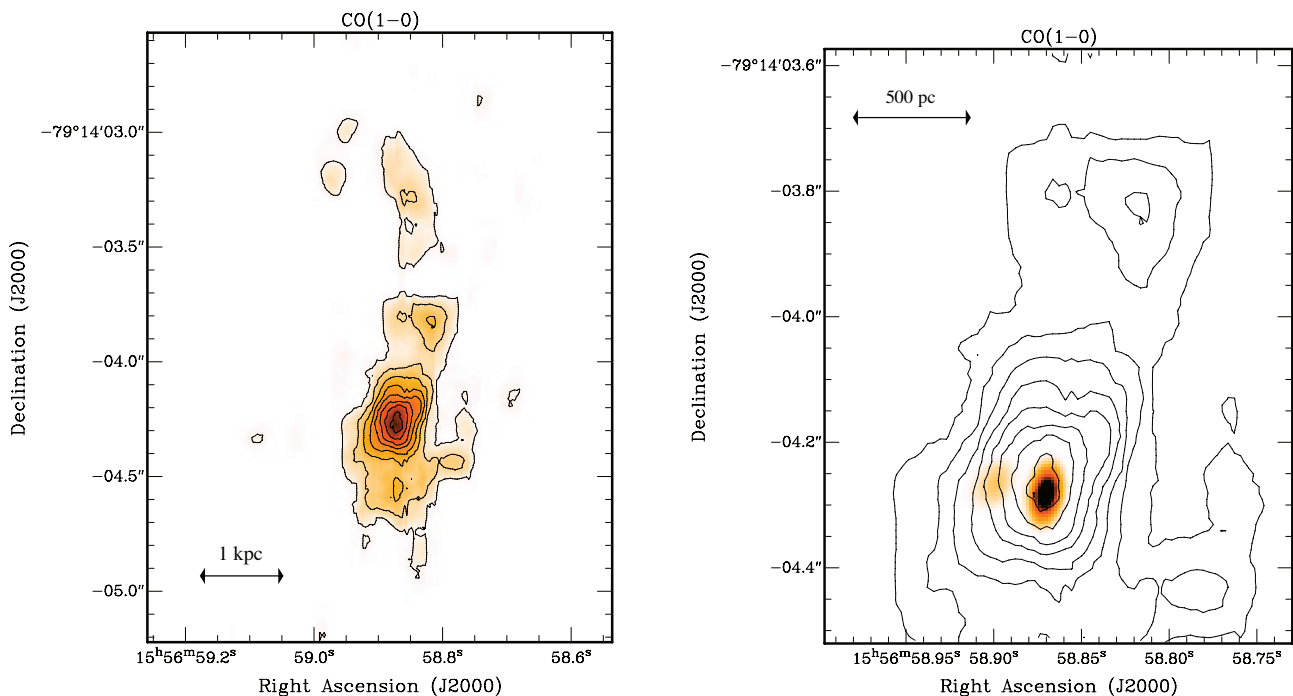 CO(1−0)
−79°14′03.0″
−03.5″
−04.0″
−04.5″
−05.0″
Declination (J2000)
1 kpc
15ʰ56ᵐ59.2ˢ 59.0ˢ 58.8ˢ 58.6ˢ
Right Ascension (J2000)
CO(1−0)
−79°14′03.6″
500 pc
−03.8″
−04.0″
−04.2″
−04.4″
Declination (J2000)
15ʰ56ᵐ58.95ˢ 58.90ˢ 58.85ˢ 58.80ˢ 58.75ˢ
Right Ascension (J2000)